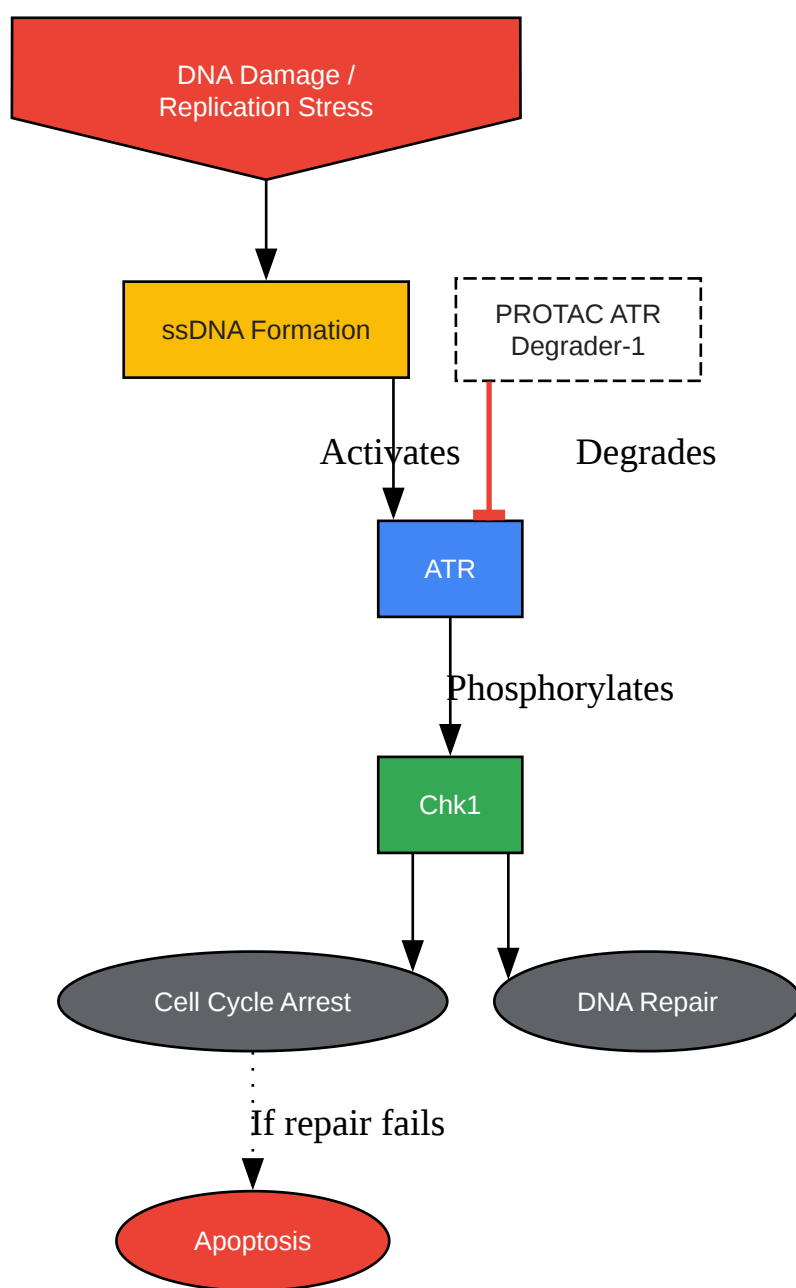 DNA Damage /
Replication Stress
ssDNA Formation
PROTAC ATR
Degrader-1
Activates
Degrades
ATR
Phosphorylates
Chk1
Cell Cycle Arrest
DNA Repair
If repair fails
Apoptosis